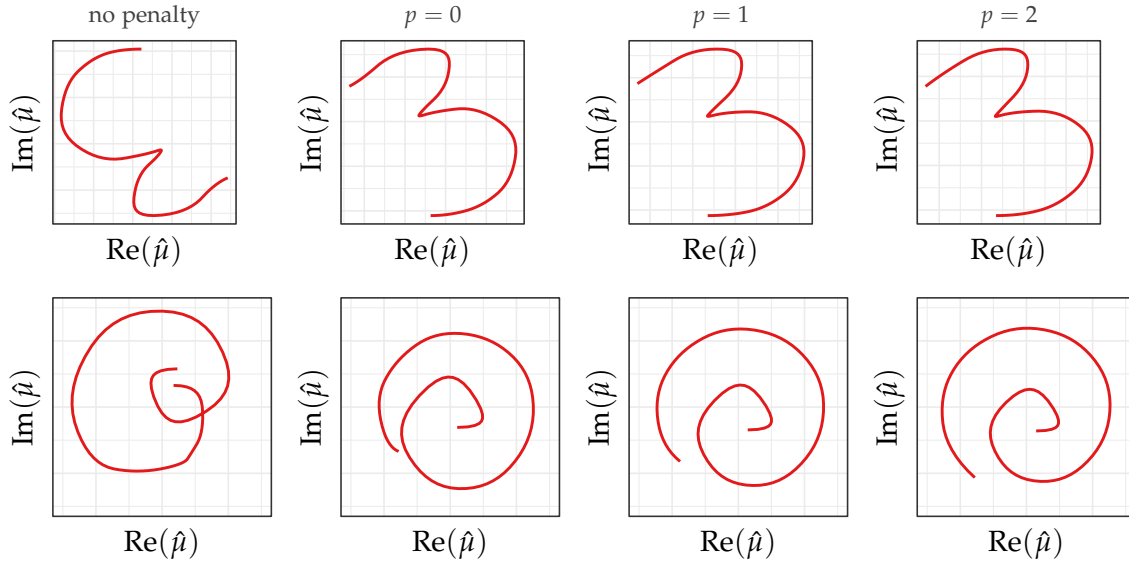 no penalty p = 0 p = 1 p = 2
Im(μ̂) Im(μ̂) Im(μ̂) Im(μ̂)
Re(μ̂) Re(μ̂) Re(μ̂) Re(μ̂)
Im(μ̂) Im(μ̂) Im(μ̂) Im(μ̂)
Re(μ̂) Re(μ̂) Re(μ̂) Re(μ̂)